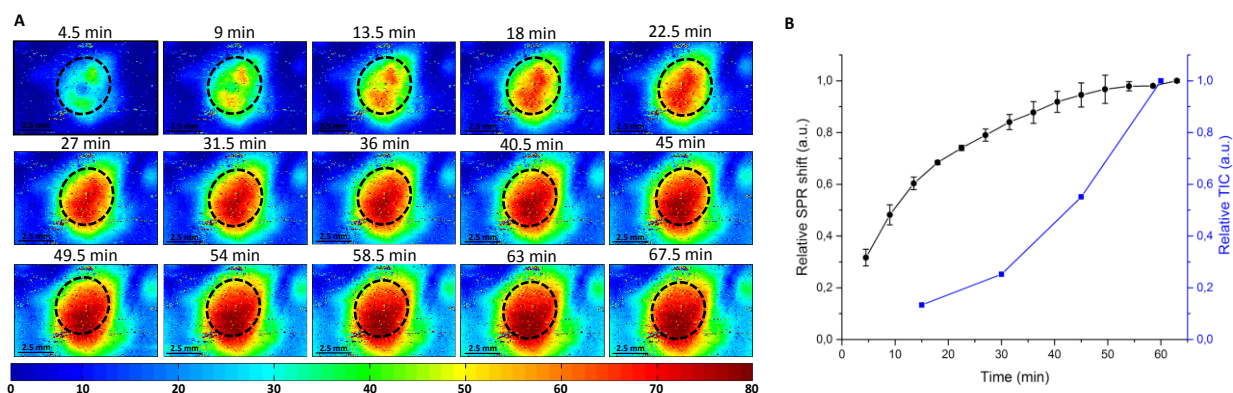 A
4.5 min 9 min 13.5 min 18 min 22.5 min
2.5 mm 2.5 mm 2.5 mm 2.5 mm 2.5 mm
27 min 31.5 min 36 min 40.5 min 45 min
2.5 mm 2.5 mm 2.5 mm 2.5 mm 2.5 mm
49.5 min 54 min 58.5 min 63 min 67.5 min
2.5 mm 2.5 mm 2.5 mm 2.5 mm 2.5 mm
0 10 20 30 40 50 60 70 80
B
Relative SPR shift (a.u.)
1,0
0,8
0,6
0,4
0,2
0,0
0 10 20 30 40 50 60
Time (min)
1,0
0,8
0,6
0,4
0,2
0,0
Relative TIC (a.u.)